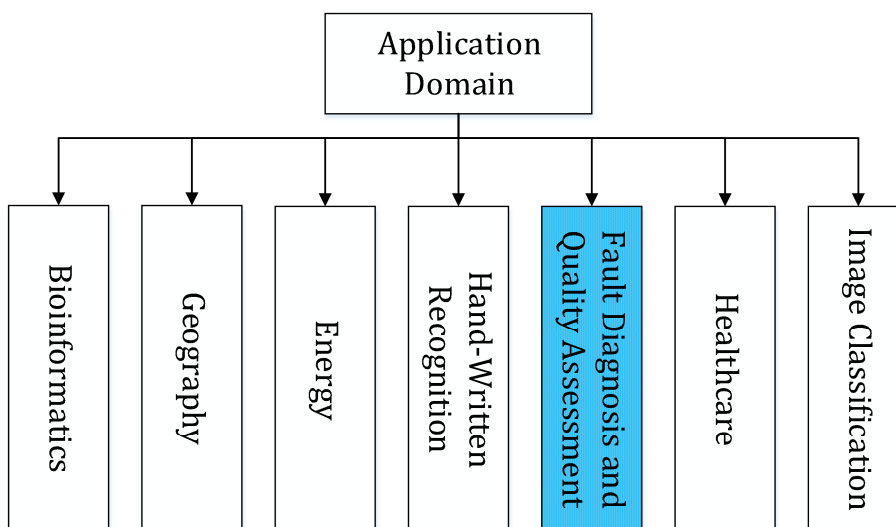 Application
Domain
Bioinformatics
Geography
Energy
Hand-Written
Recognition
Fault Diagnosis and
Quality Assessment
Healthcare
Image Classification